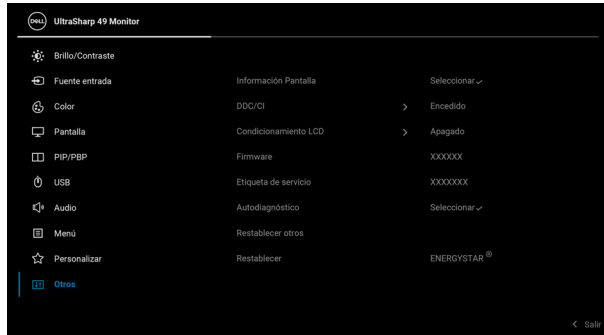 DELL UltraSharp 49 Monitor
Brillo/Contraste
Fuente entrada Información Pantalla Seleccionar
Color DDC/CI Encedido
Pantalla Condicionamiento LCD Apagado
PIP/PBP Firmware XXXXXX
USB Etiqueta de servicio XXXXXXX
Audio Autodiagnóstico Seleccionar
Menú Restablecer otros
Personalizar Restablecer ENERGYSTAR ®
Otros
Salir